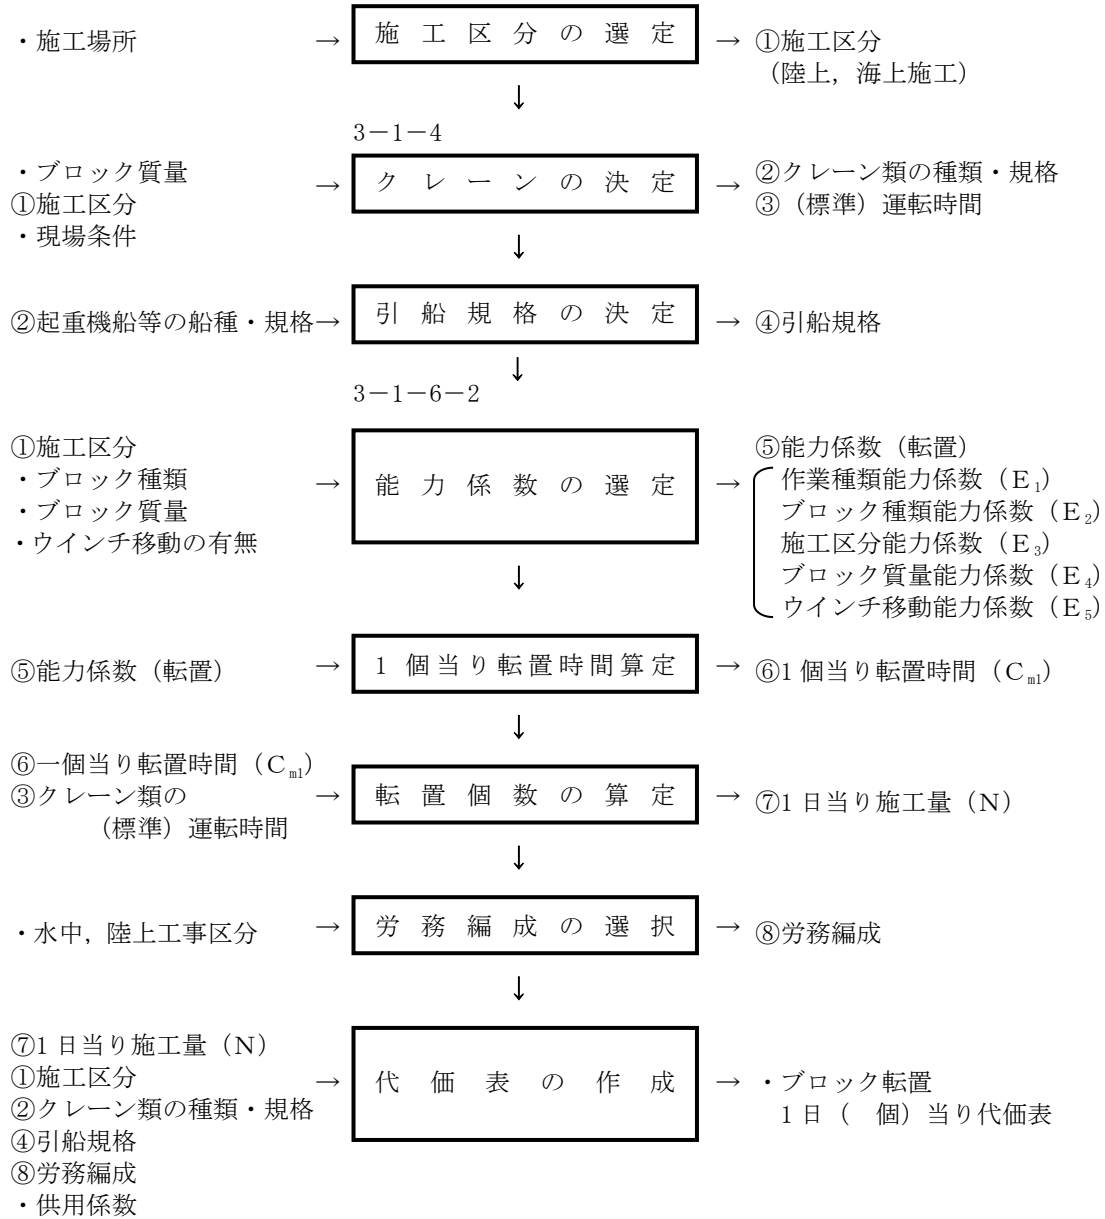 ・施工場所 → 施工区分の選定 → ①施工区分
（陸上，海上施工）
↓
3－1－4
・ブロック質量
①施工区分
・現場条件
→ クレーンの決定 →
②クレーン類の種類・規格
③（標準）運転時間
↓
②起重機船等の船種・規格→ 引船規格の決定 → ④引船規格
↓
3－1－6－2
①施工区分
・ブロック種類
・ブロック質量
・ウインチ移動の有無
→ 能力係数の選定 →
⑤能力係数（転置）
作業種類能力係数（E₁）
ブロック種類能力係数（E₂）
施工区分能力係数（E₃）
ブロック質量能力係数（E₄）
ウインチ移動能力係数（E₅）
↓
⑤能力係数（転置） → 1個当り転置時間算定 → ⑥1個当り転置時間（Cm1）
↓
⑥一個当り転置時間（Cm1）
③クレーン類の
（標準）運転時間
→ 転置個数の算定 → ⑦1日当り施工量（N）
↓
・水中，陸上工事区分 → 労務編成の選択 → ⑧労務編成
↓
⑦1日当り施工量（N）
①施工区分
②クレーン類の種類・規格
④引船規格
⑧労務編成
・供用係数
→ 代価表の作成 →
・ブロック転置
1日（　個）当り代価表